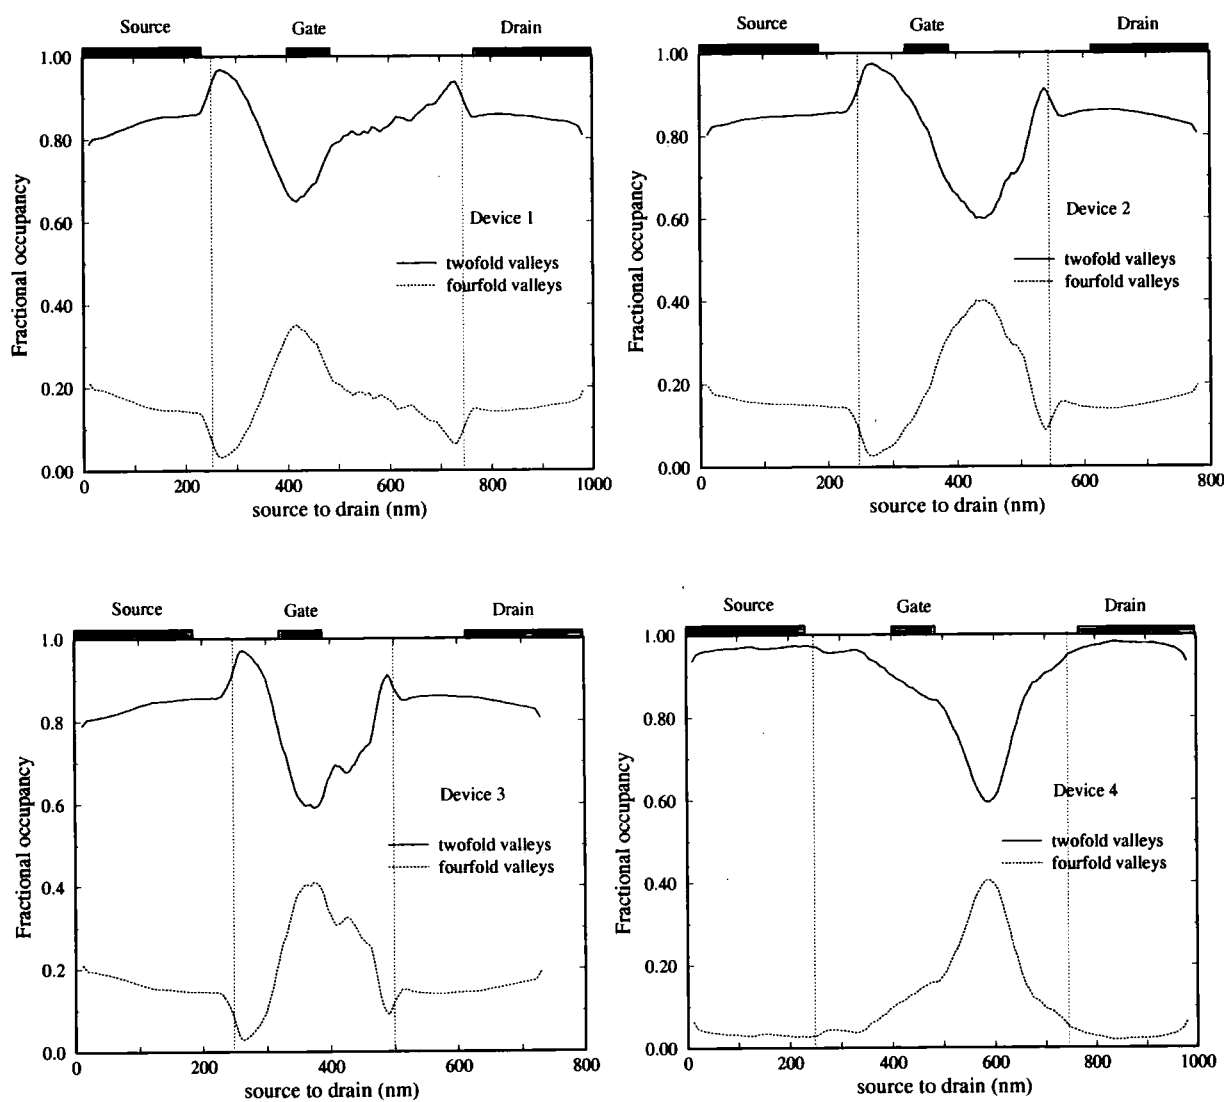 Source Gate Drain
1.00
0.80
0.60
0.40
0.20
0.00
Fractional occupancy
Device 1
twofold valleys
fourfold valleys
0 200 400 600 800 1000
source to drain (nm)
Source Gate Drain
1.00
0.80
0.60
0.40
0.20
0.00
Fractional occupancy
Device 2
twofold valleys
fourfold valleys
0 200 400 600 800
source to drain (nm)
Source Gate Drain
1.0
0.8
0.6
0.4
0.2
0.0
Fractional occupancy
Device 3
twofold valleys
fourfold valleys
0 200 400 600 800
source to drain (nm)
Source Gate Drain
1.00
0.80
0.60
0.40
0.20
0.00
Fractional occupancy
Device 4
twofold valleys
fourfold valleys
0 200 400 600 800 1000
source to drain (nm)